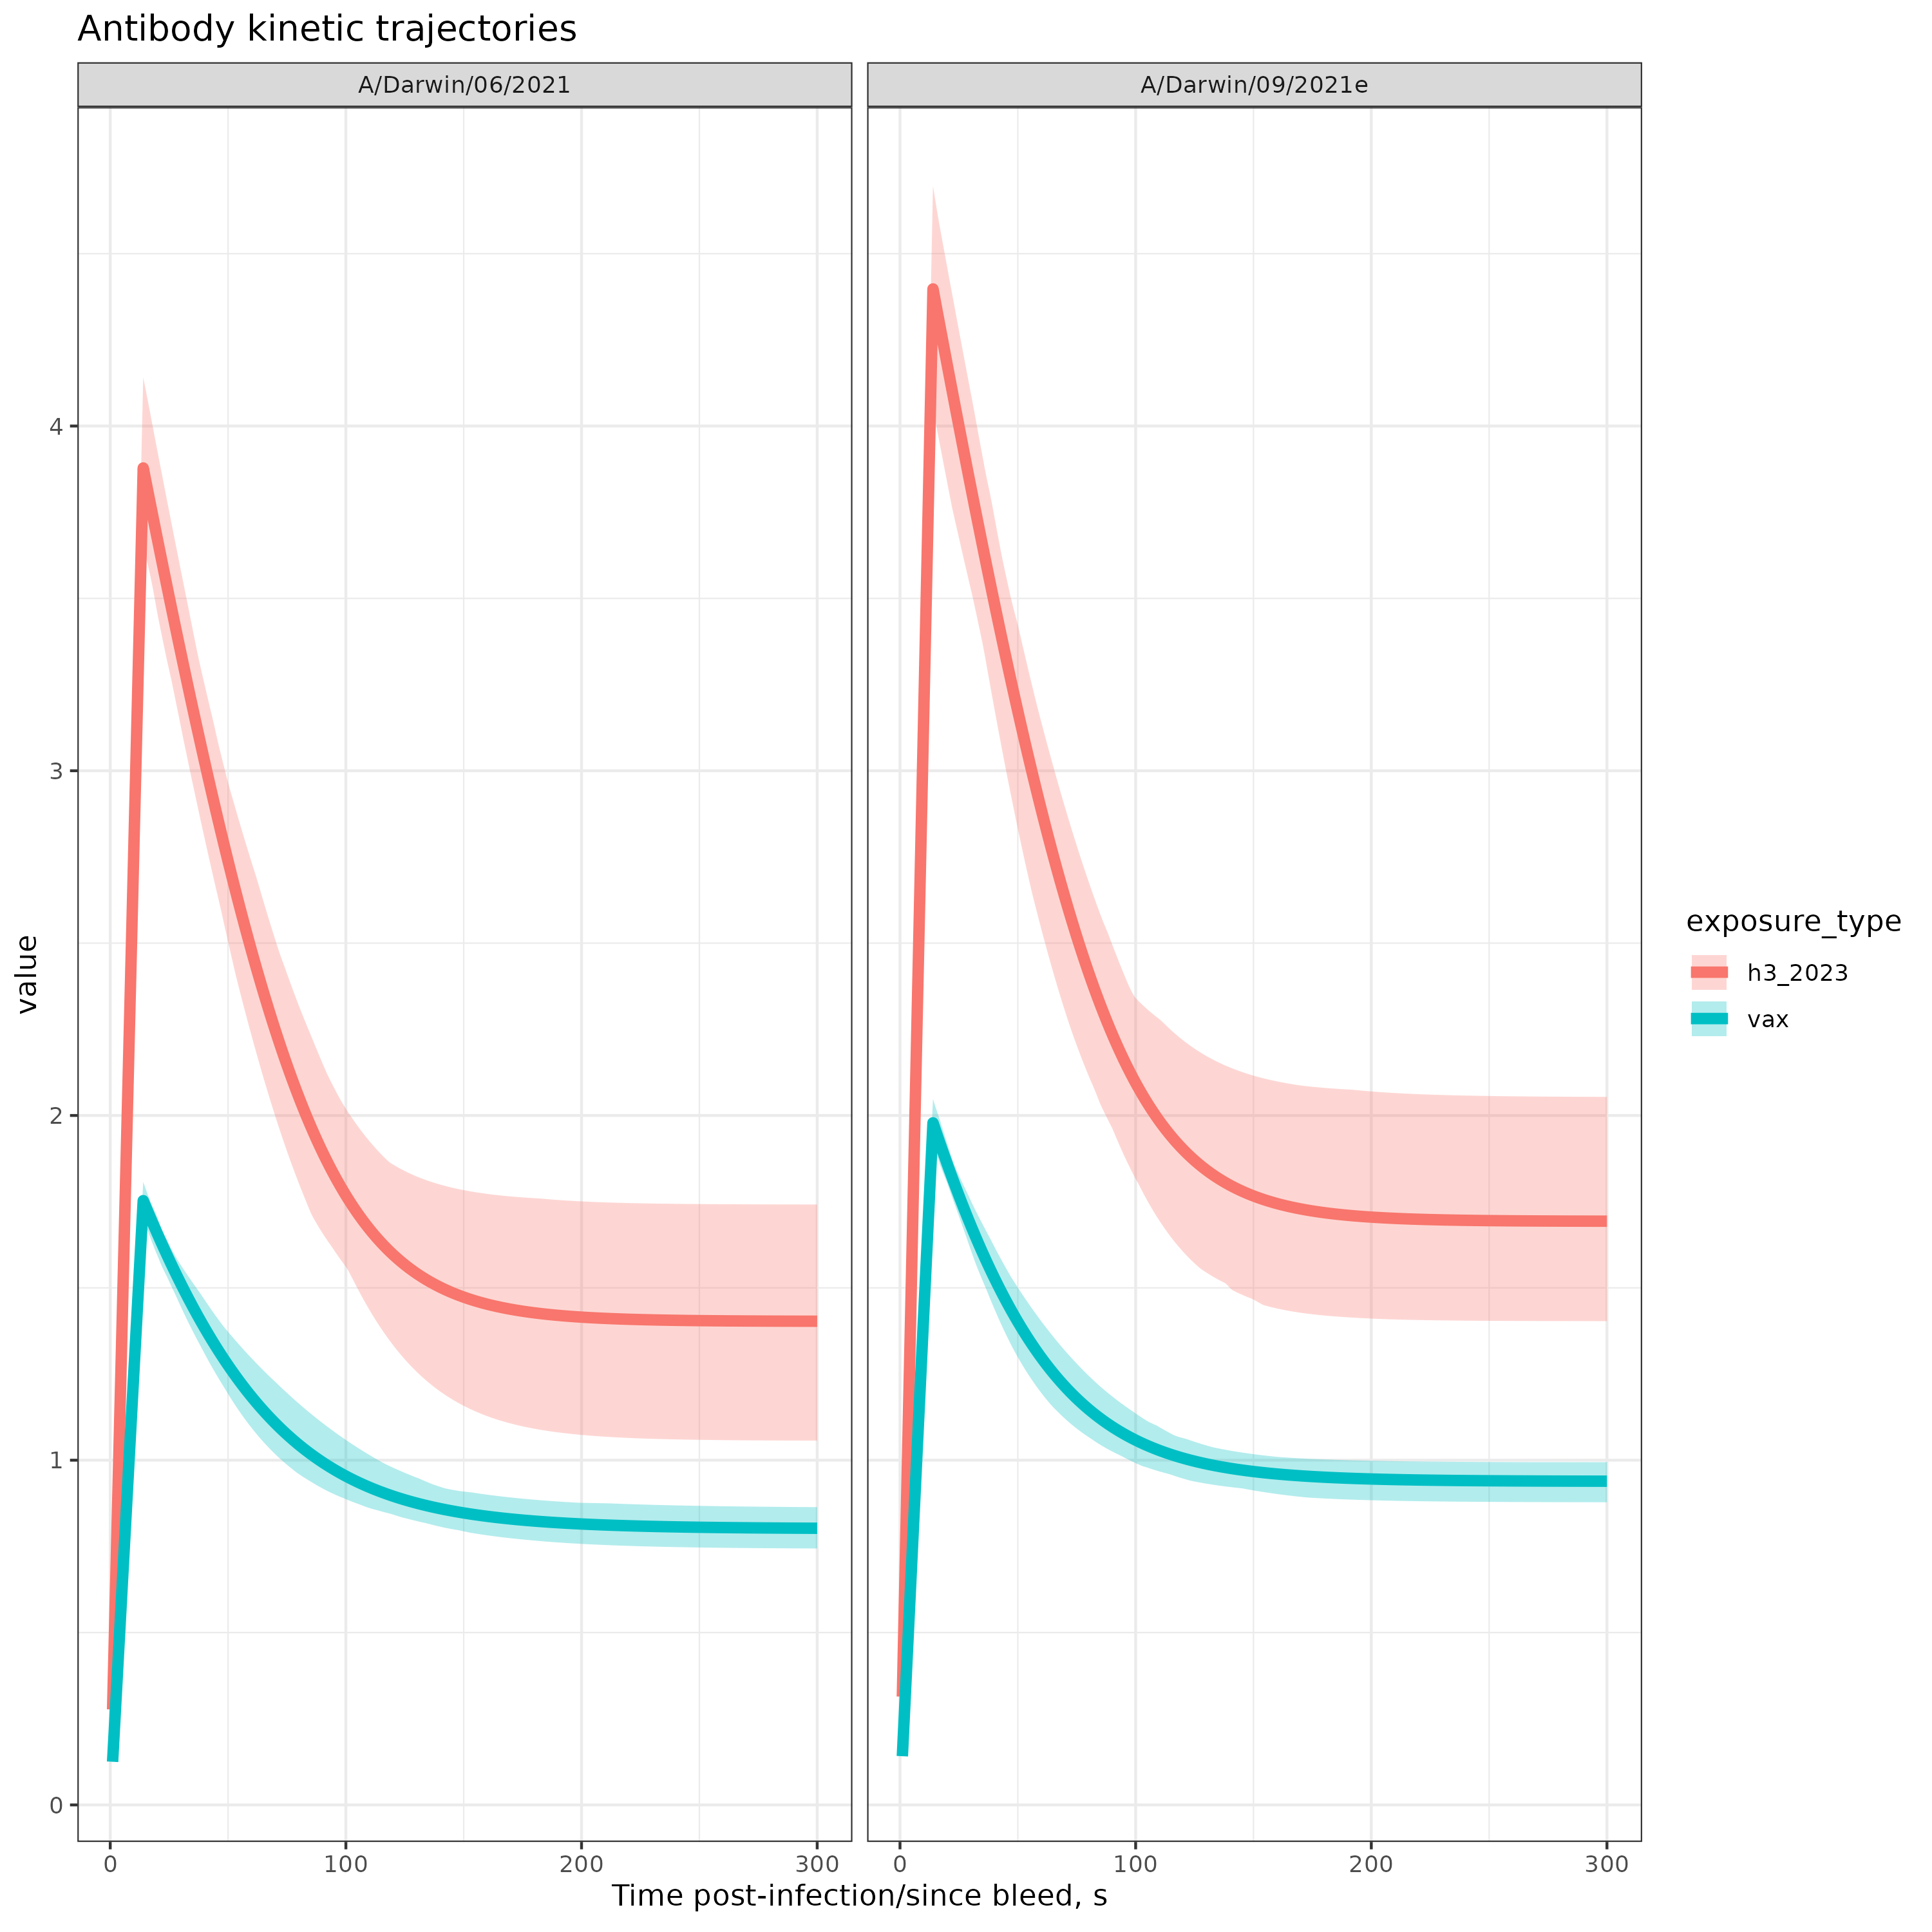 Antibody kinetic trajectories
A/Darwin/06/2021
A/Darwin/09/2021e
value
4
3
2
1
0
0 100 200 300
0 100 200 300
Time post-infection/since bleed, s
exposure_type
h3_2023
vax